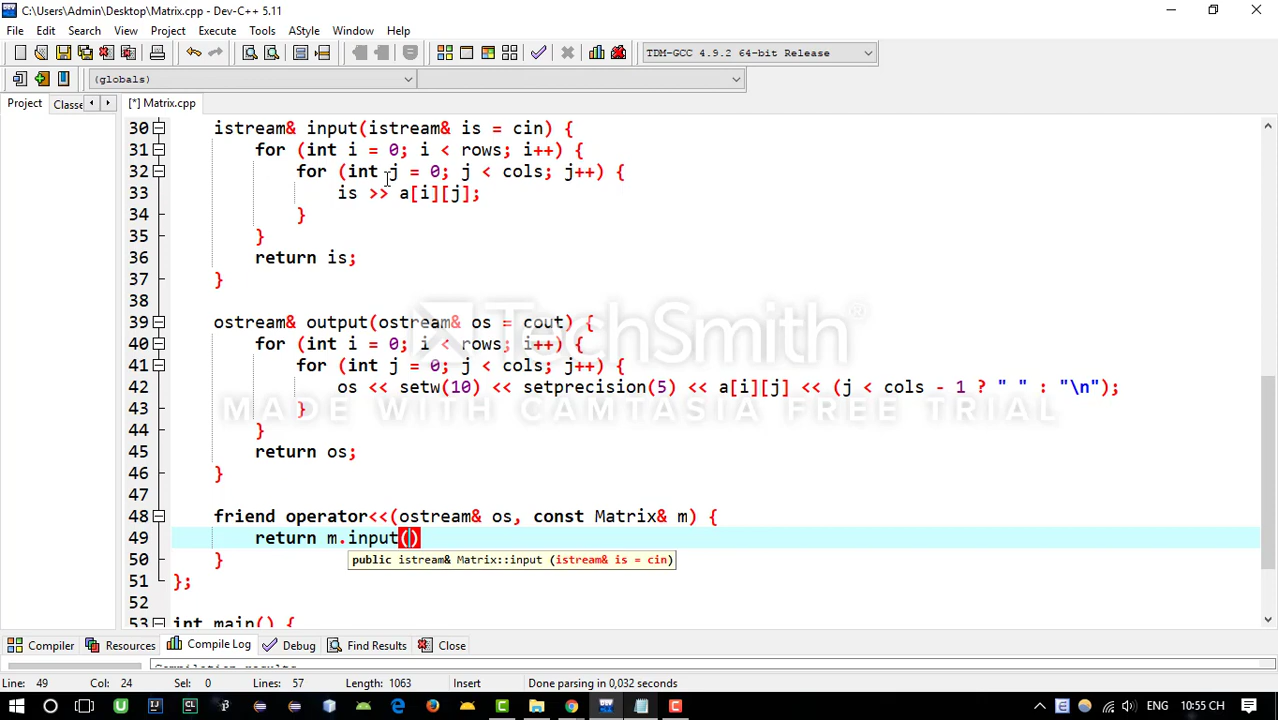 C:\Users\Admin\Desktop\Matrix.cpp - Dev-C++ 5.11
File Edit Search View Project Execute Tools AStyle Window Help
TDM-GCC 4.9.2 64-bit Release
(globals)
Project Classe [*] Matrix.cpp
30 istream& input(istream& is = cin) {
31 for (int i = 0; i < rows; i++) {
32 for (int j = 0; j < cols; j++) {
33 is >> a[i][j];
34 }
35 }
36 return is;
37 }
38
39 ostream& output(ostream& os = cout) {
40 for (int i = 0; i < rows; i++) {
41 for (int j = 0; j < cols; j++) {
42 os << setw(10) << setprecision(5) << a[i][j] << (j < cols - 1 ? " " : "\n");
43 }
44 }
45 return os;
46 }
47
48 friend operator<<(ostream& os, const Matrix& m) {
49 return m.input()
50 }
public istream& Matrix::input (istream& is = cin)
51 };
52
53 int main() {
TechSmith®
MADE WITH CAMTASIA FREE TRIAL
Compiler Resources Compile Log Debug Find Results Close
Compilation results
Line: 49 Col: 24 Sel: 0 Lines: 57 Length: 1063 Insert Done parsing in 0,032 seconds
ENG 10:55 CH